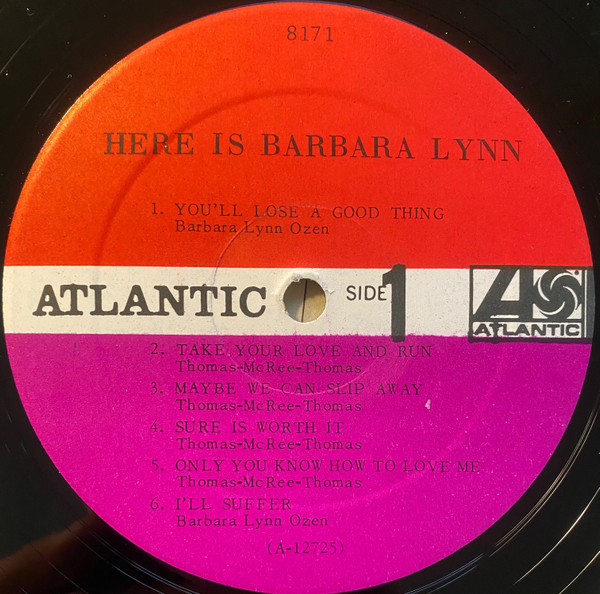 8171
HERE IS BARBARA LYNN
1. YOU'LL LOSE A GOOD THING
Barbara Lynn Ozen
ATLANTIC
SIDE 1
ATLANTIC
2. TAKE YOUR LOVE AND RUN
Thomas-McRee-Thomas
3. MAYBE WE CAN SLIP AWAY
Thomas-McRee-Thomas
4. SURE IS WORTH IT
Thomas-McRee-Thomas
5. ONLY YOU KNOW HOW TO LOVE ME
Thomas-McRee-Thomas
6. I'LL SUFFER
Barbara Lynn Ozen
(A-12725)